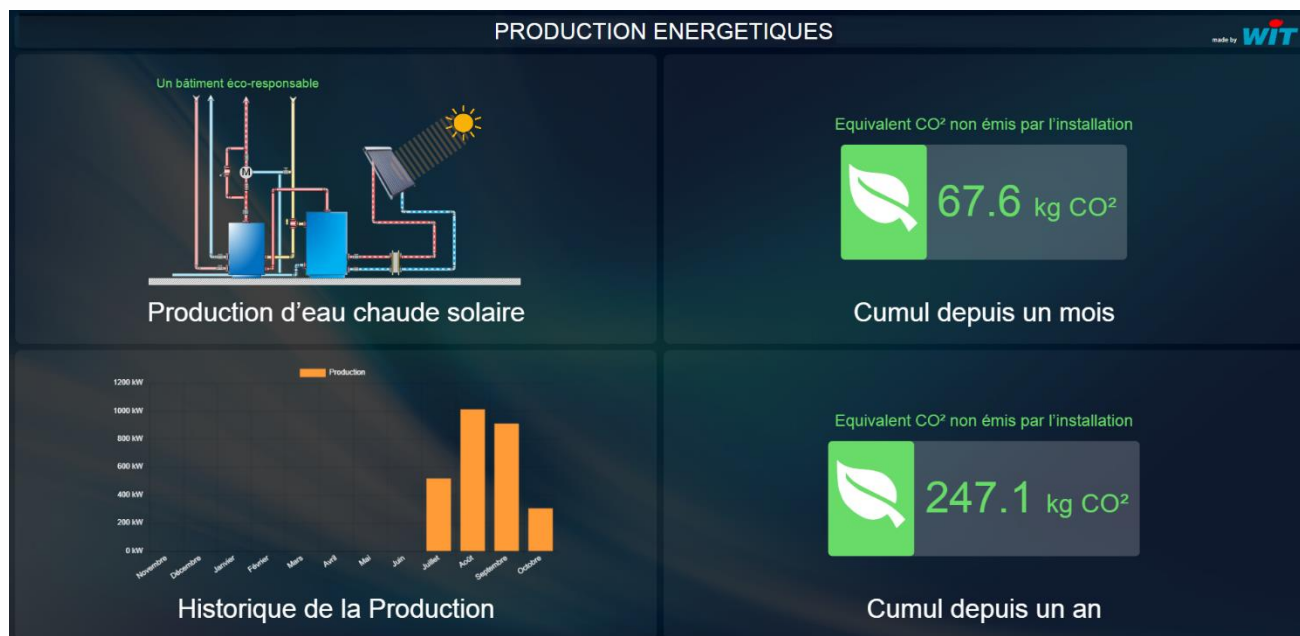 PRODUCTION ENERGETIQUES
made by WIT
Un bâtiment éco-responsable
M
Production d'eau chaude solaire
Equivalent CO² non émis par l'installation
67.6 kg CO²
Cumul depuis un mois
Production
1200 kW
1000 kW
800 kW
600 kW
400 kW
200 kW
0 kW
Novembre Décembre Janvier Février Mars Avril Mai Juin Juillet Août Septembre Octobre
Historique de la Production
Equivalent CO² non émis par l'installation
247.1 kg CO²
Cumul depuis un an